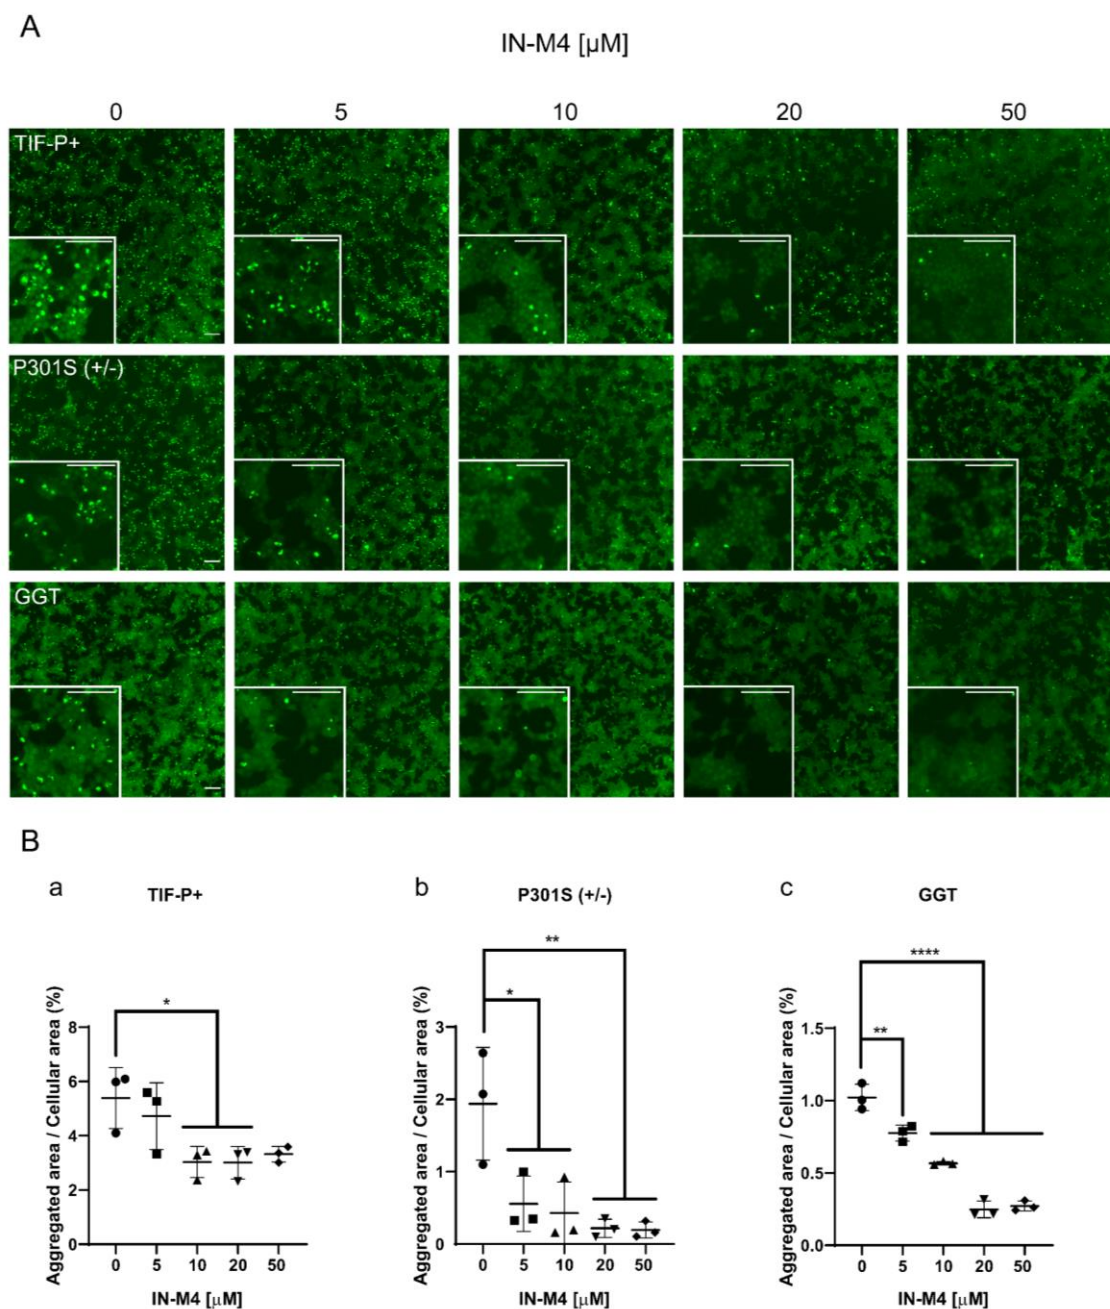 A
IN-M4 [μM]
0 5 10 20 50
TIF-P+
P301S (+/-)
GGT
B
a
TIF-P+
Aggregated area / Cellular area (%)
*
8
6
4
2
0
0 5 10 20 50
IN-M4 [μM]
b
P301S (+/-)
Aggregated area / Cellular area (%)
**
*
3
2
1
0
0 5 10 20 50
IN-M4 [μM]
c
GGT
Aggregated area / Cellular area (%)
****
**
1.5
1.0
0.5
0.0
0 5 10 20 50
IN-M4 [μM]